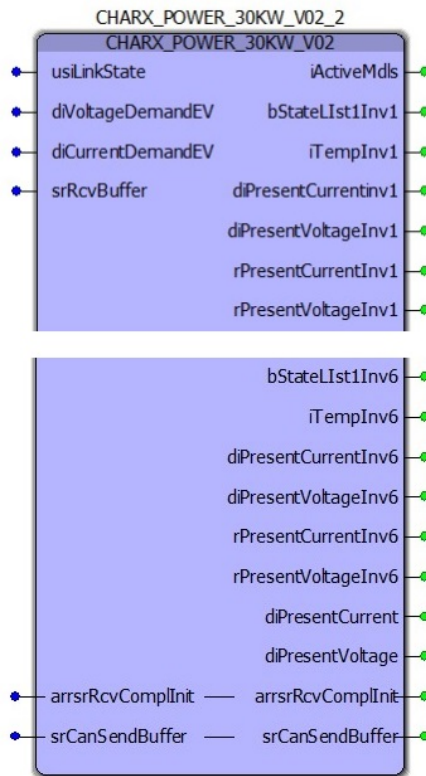 CHARX_POWER_30KW_V02_2
CHARX_POWER_30KW_V02
usiLinkState iActiveMdls
diVoltageDemandEV bStateLIst1Inv1
diCurrentDemandEV iTempInv1
srRcvBuffer diPresentCurrentinv1
diPresentVoltageInv1
rPresentCurrentInv1
rPresentVoltageInv1
bStateLIst1Inv6
iTempInv6
diPresentCurrentInv6
diPresentVoltageInv6
rPresentCurrentInv6
rPresentVoltageInv6
diPresentCurrent
diPresentVoltage
arrsrRcvComplInit arrsrRcvComplInit
srCanSendBuffer srCanSendBuffer